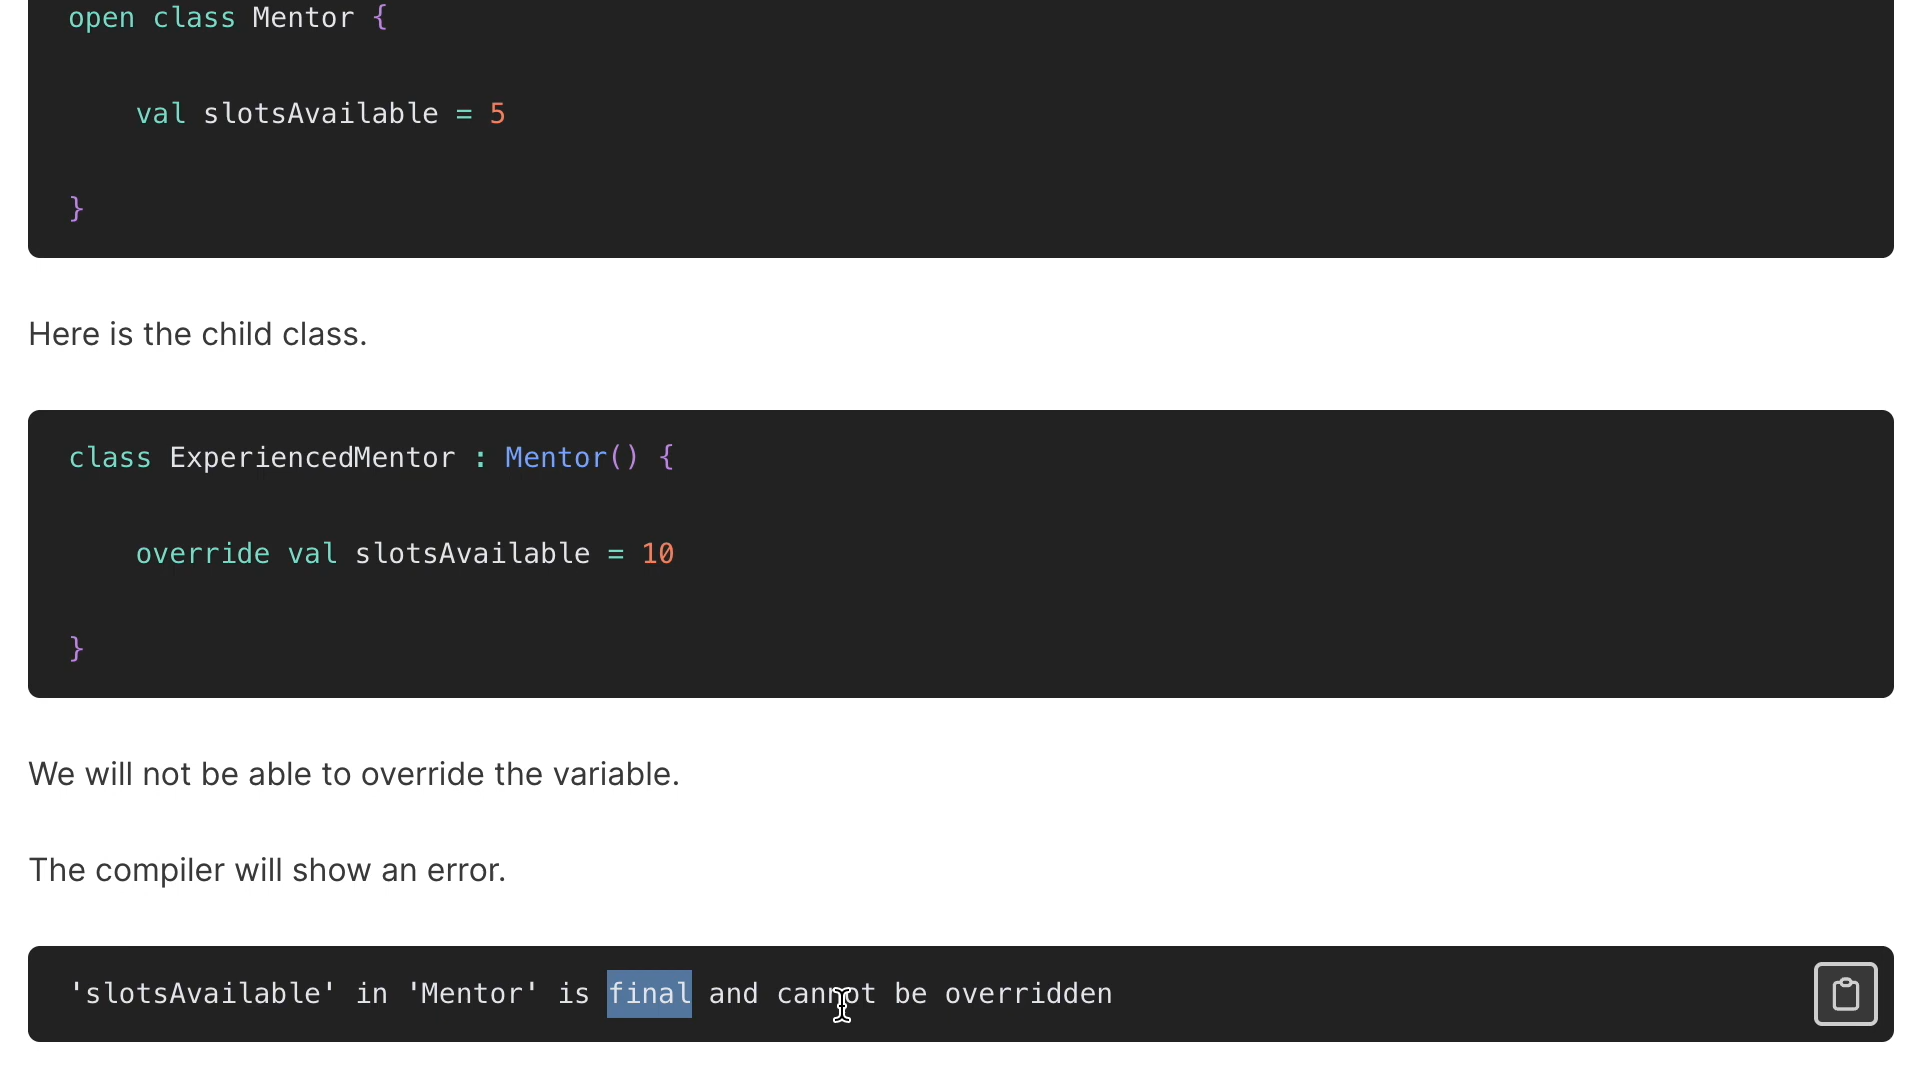 open class Mentor {
    val slotsAvailable = 5
}
Here is the child class.
class ExperiencedMentor : Mentor() {
    override val slotsAvailable = 10
}
We will not be able to override the variable.
The compiler will show an error.
'slotsAvailable' in 'Mentor' is final and cannot be overridden